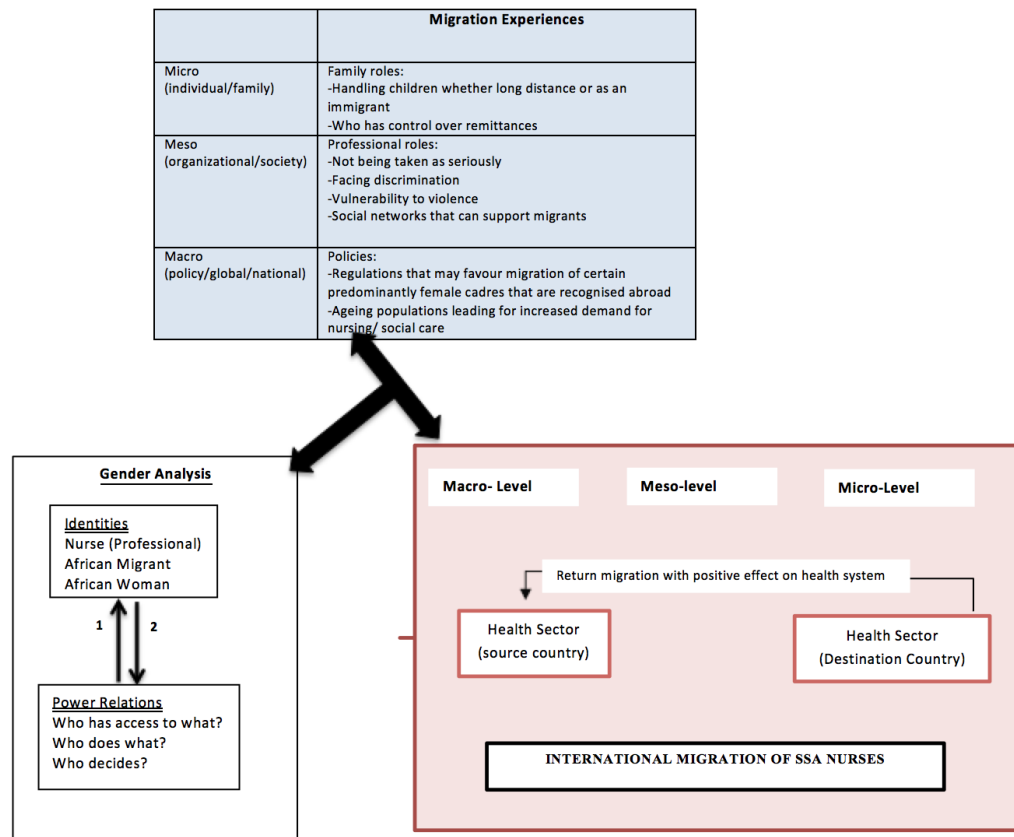 Migration Experiences
Micro
(individual/family)
Family roles:
-Handling children whether long distance or as an
immigrant
-Who has control over remittances
Meso
(organizational/society)
Professional roles:
-Not being taken as seriously
-Facing discrimination
-Vulnerability to violence
-Social networks that can support migrants
Macro
(policy/global/national)
Policies:
-Regulations that may favour migration of certain
predominantly female cadres that are recognised abroad
-Ageing populations leading for increased demand for
nursing/ social care
Gender Analysis
Identities
Nurse (Professional)
African Migrant
African Woman
1
2
Power Relations
Who has access to what?
Who does what?
Who decides?
Macro- Level
Meso-level
Micro-Level
Return migration with positive effect on health system
Health Sector
(source country)
Health Sector
(Destination Country)
INTERNATIONAL MIGRATION OF SSA NURSES